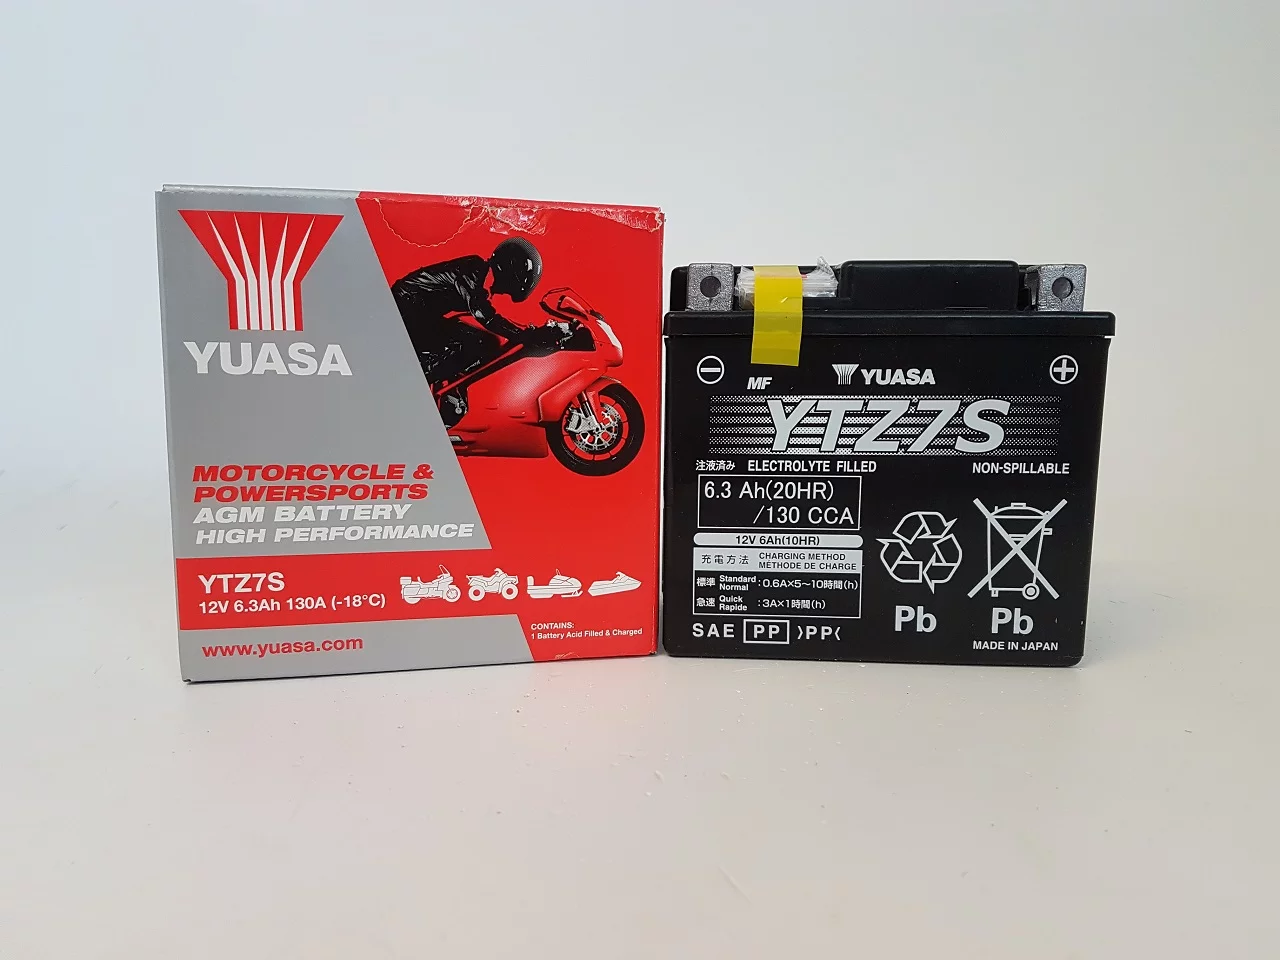 YUASA
MOTORCYCLE &
POWERSPORTS
AGM BATTERY
HIGH PERFORMANCE
YTZ7S
12V 6.3Ah 130A (-18°C)
www.yuasa.com
CONTAINS:
1 Battery Acid Filled & Charged
MF YUASA
YTZ7S
注液済み ELECTROLYTE FILLED NON-SPILLABLE
6.3 Ah(20HR)
/130 CCA
12V 6Ah(10HR)
充電方法 CHARGING METHOD
MÉTHODE DE CHARGE
標準 Standard Normal : 0.6A×5〜10時間(h)
急速 Quick Rapide : 3A×1時間(h)
SAE PP >PP<
Pb
Pb
MADE IN JAPAN